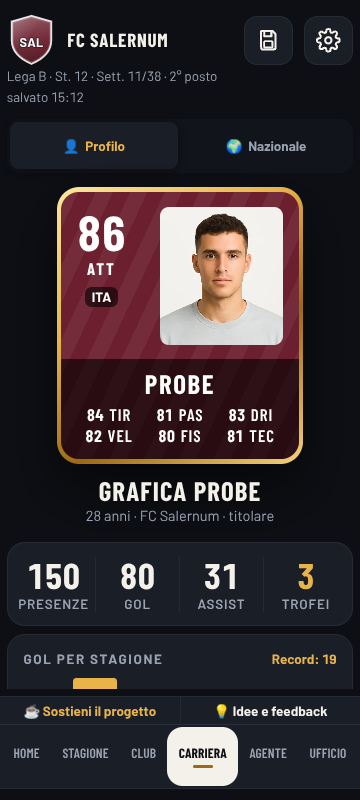 SAL
FC SALERNUM
Lega B · St. 12 · Sett. 11/38 · 2° posto
salvato 15:12
Profilo
Nazionale
86
ATT
ITA
PROBE
84 TIR 81 PAS 83 DRI
82 VEL 80 FIS 81 TEC
GRAFICA PROBE
28 anni · FC Salernum · titolare
150 80 31 3
PRESENZE GOL ASSIST TROFEI
GOL PER STAGIONE Record: 19
Sostieni il progetto Idee e feedback
HOME STAGIONE CLUB CARRIERA AGENTE UFFICIO